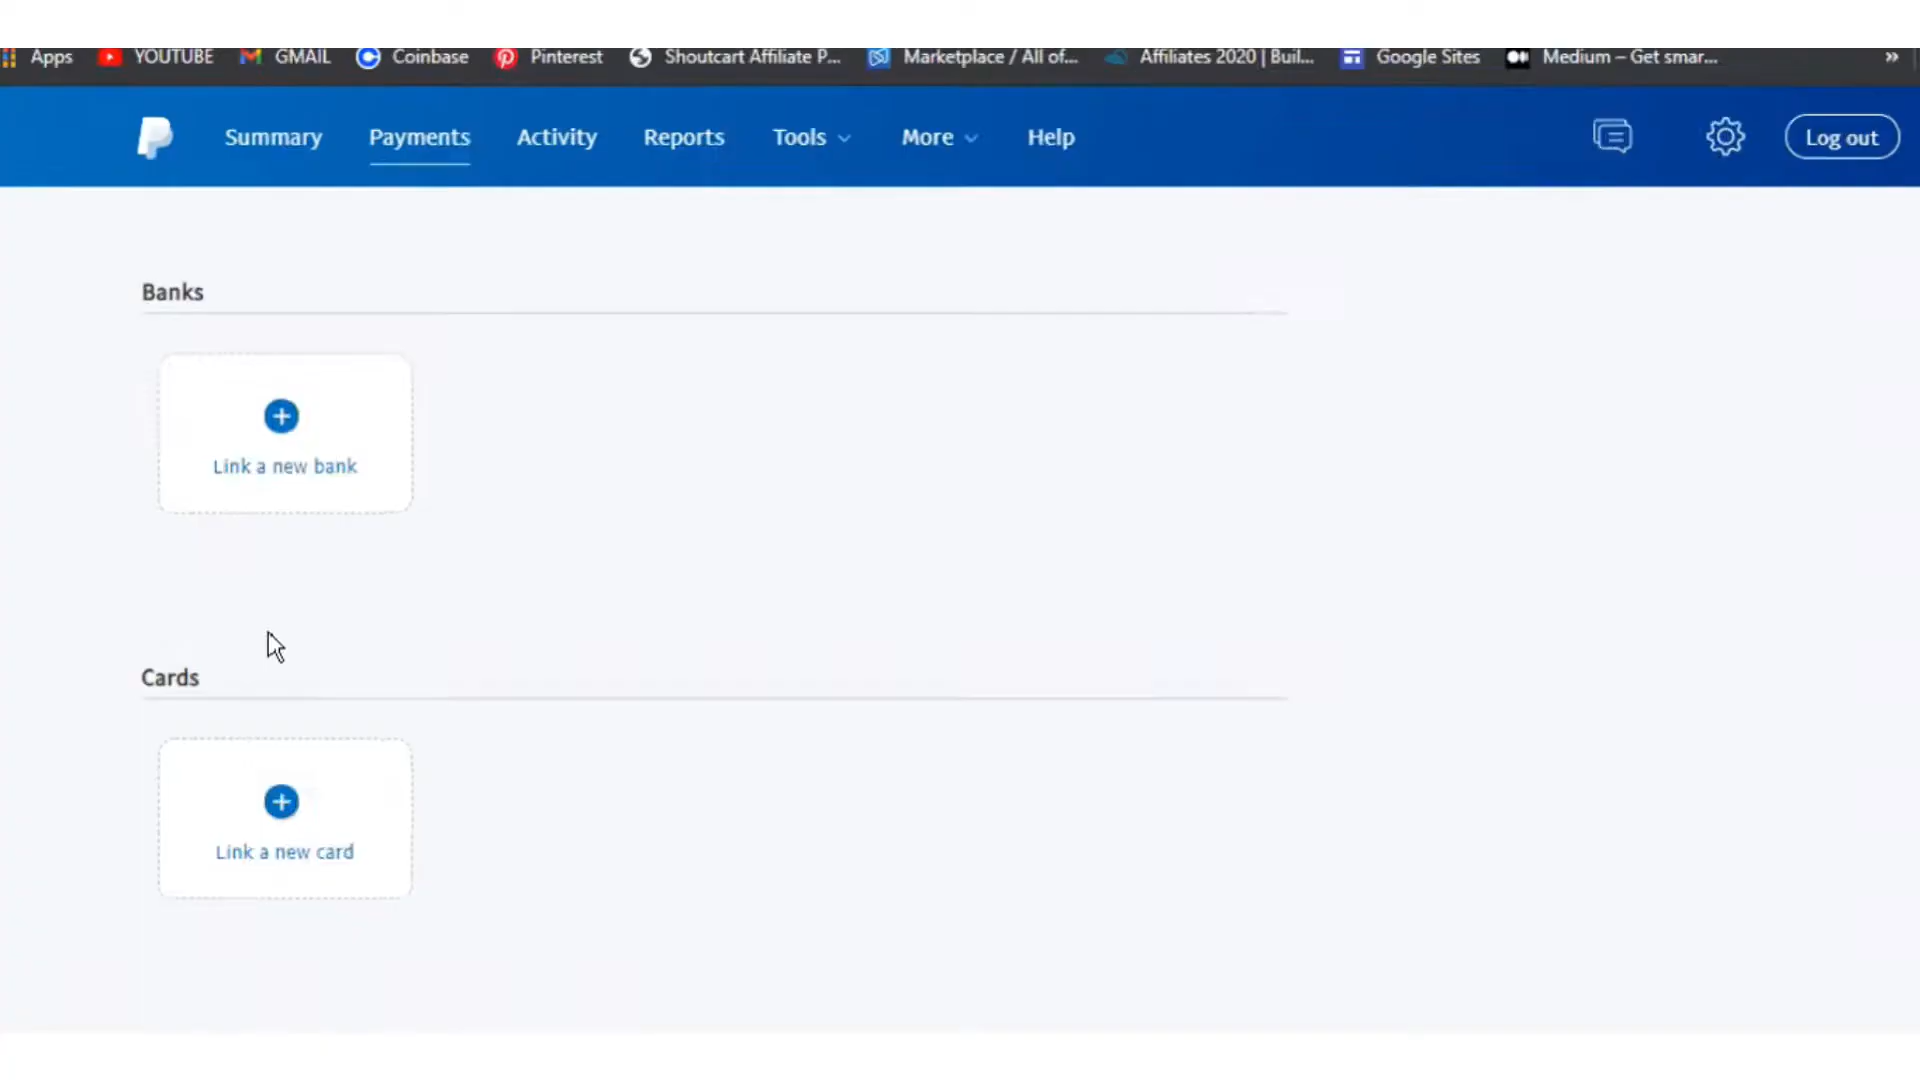 Apps YOUTUBE GMAIL Coinbase Pinterest Shoutcart Affiliate P... Marketplace / All of... Affiliates 2020 | Buil... Google Sites Medium – Get smar... »
Summary Payments Activity Reports Tools More Help Log out
Banks
Link a new bank
Cards
Link a new card